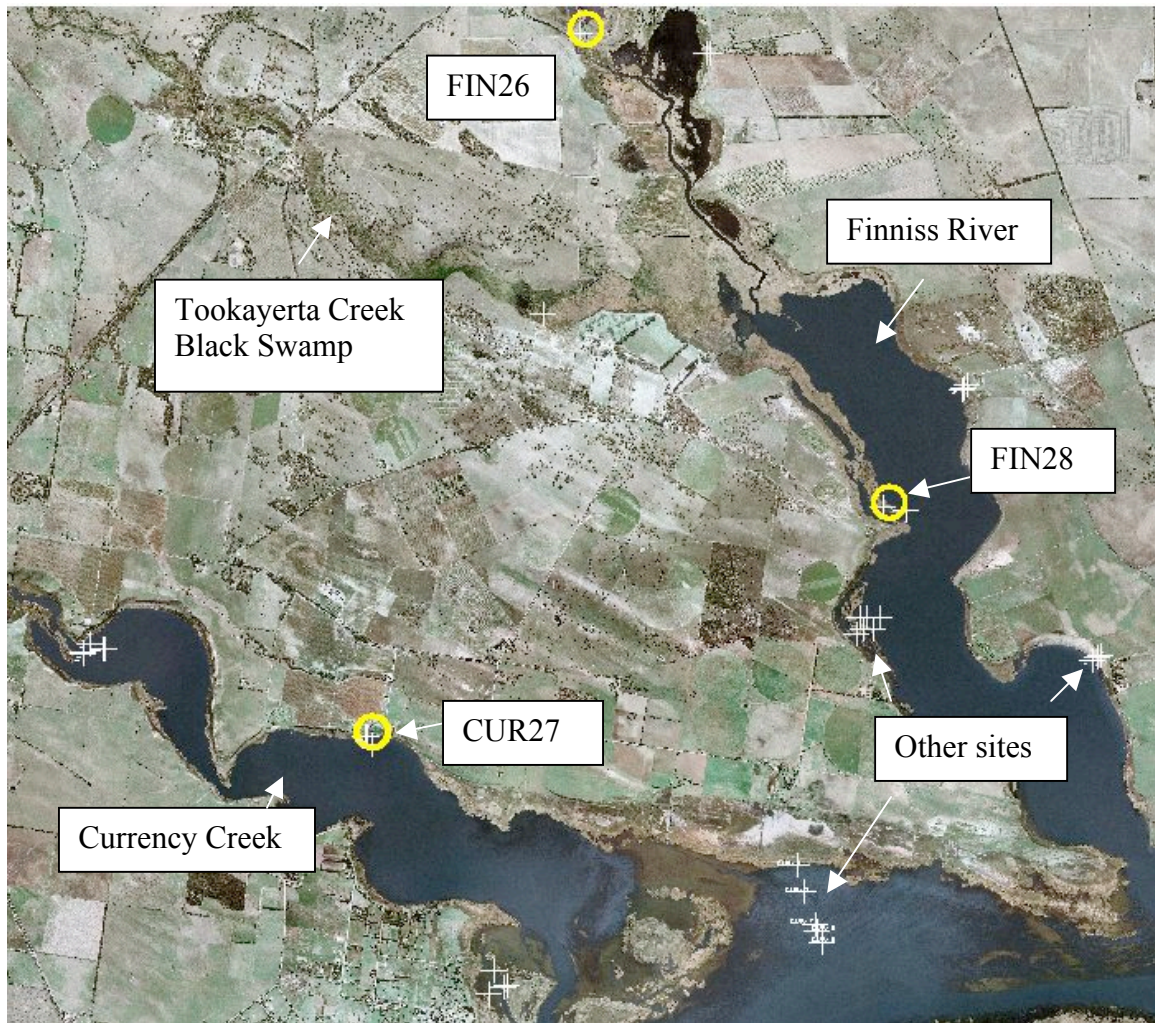 FIN26
Finniss River
Tookayerta Creek
Black Swamp
FIN28
CUR27
Other sites
Currency Creek